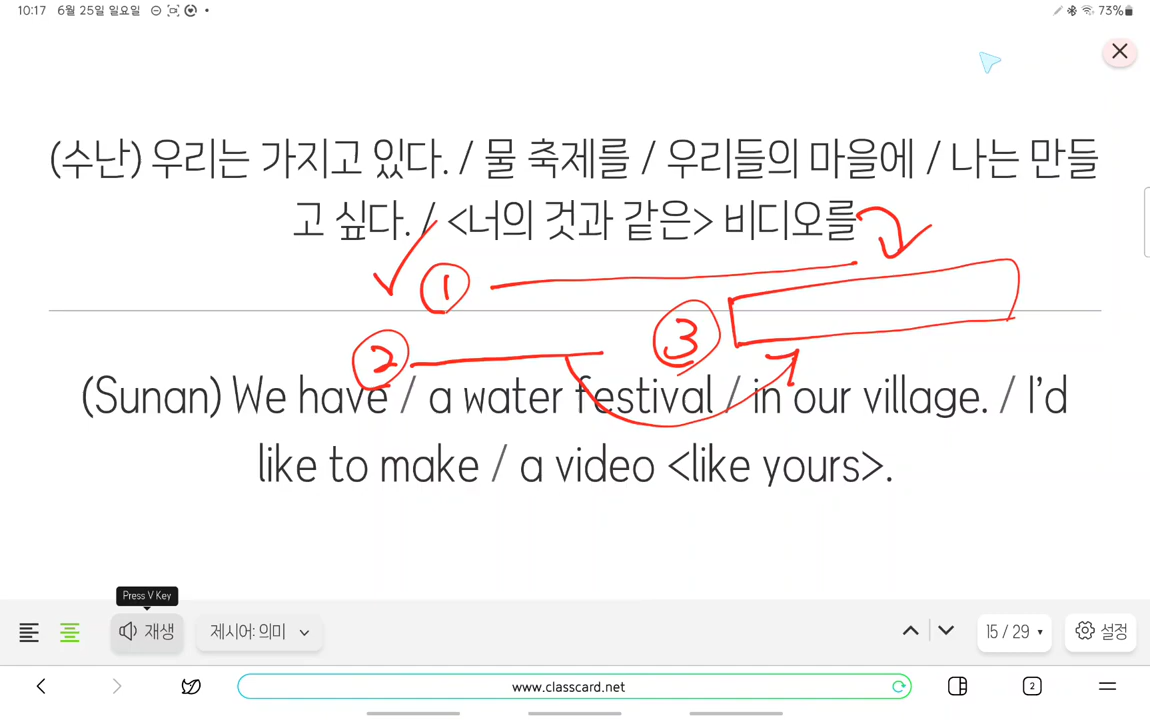 10:17 6월 25일 일요일
73%
(수난) 우리는 가지고 있다. / 물 축제를 / 우리들의 마을에 / 나는 만들
고 싶다. / <너의 것과 같은> 비디오를
1
2
3
(Sunan) We have / a water festival / in our village. / I'd
like to make / a video <like yours>.
Press V Key
재생
제시어: 의미
15 / 29
설정
www.classcard.net
2